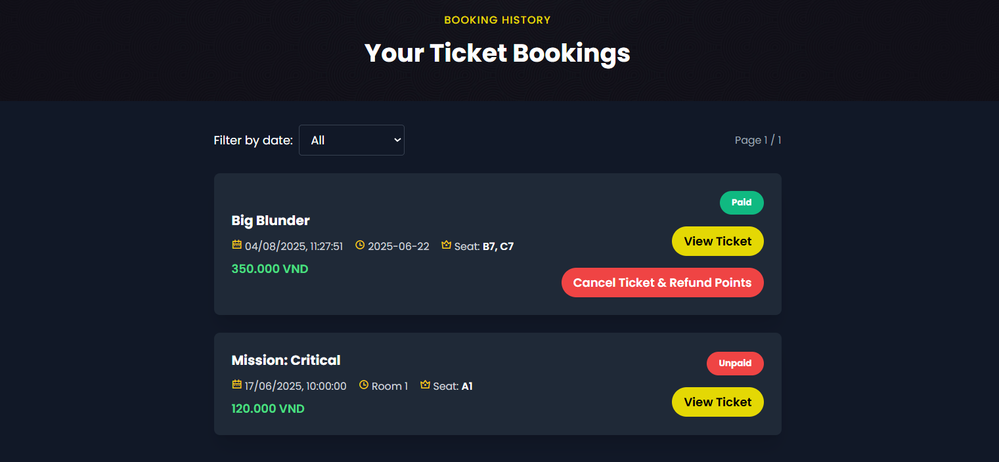 BOOKING HISTORY
Your Ticket Bookings
Filter by date: All
Page 1 / 1
Big Blunder
04/08/2025, 11:27:51 2025-06-22 Seat: B7, C7
350.000 VND
Paid
View Ticket
Cancel Ticket & Refund Points
Mission: Critical
17/06/2025, 10:00:00 Room 1 Seat: A1
120.000 VND
Unpaid
View Ticket